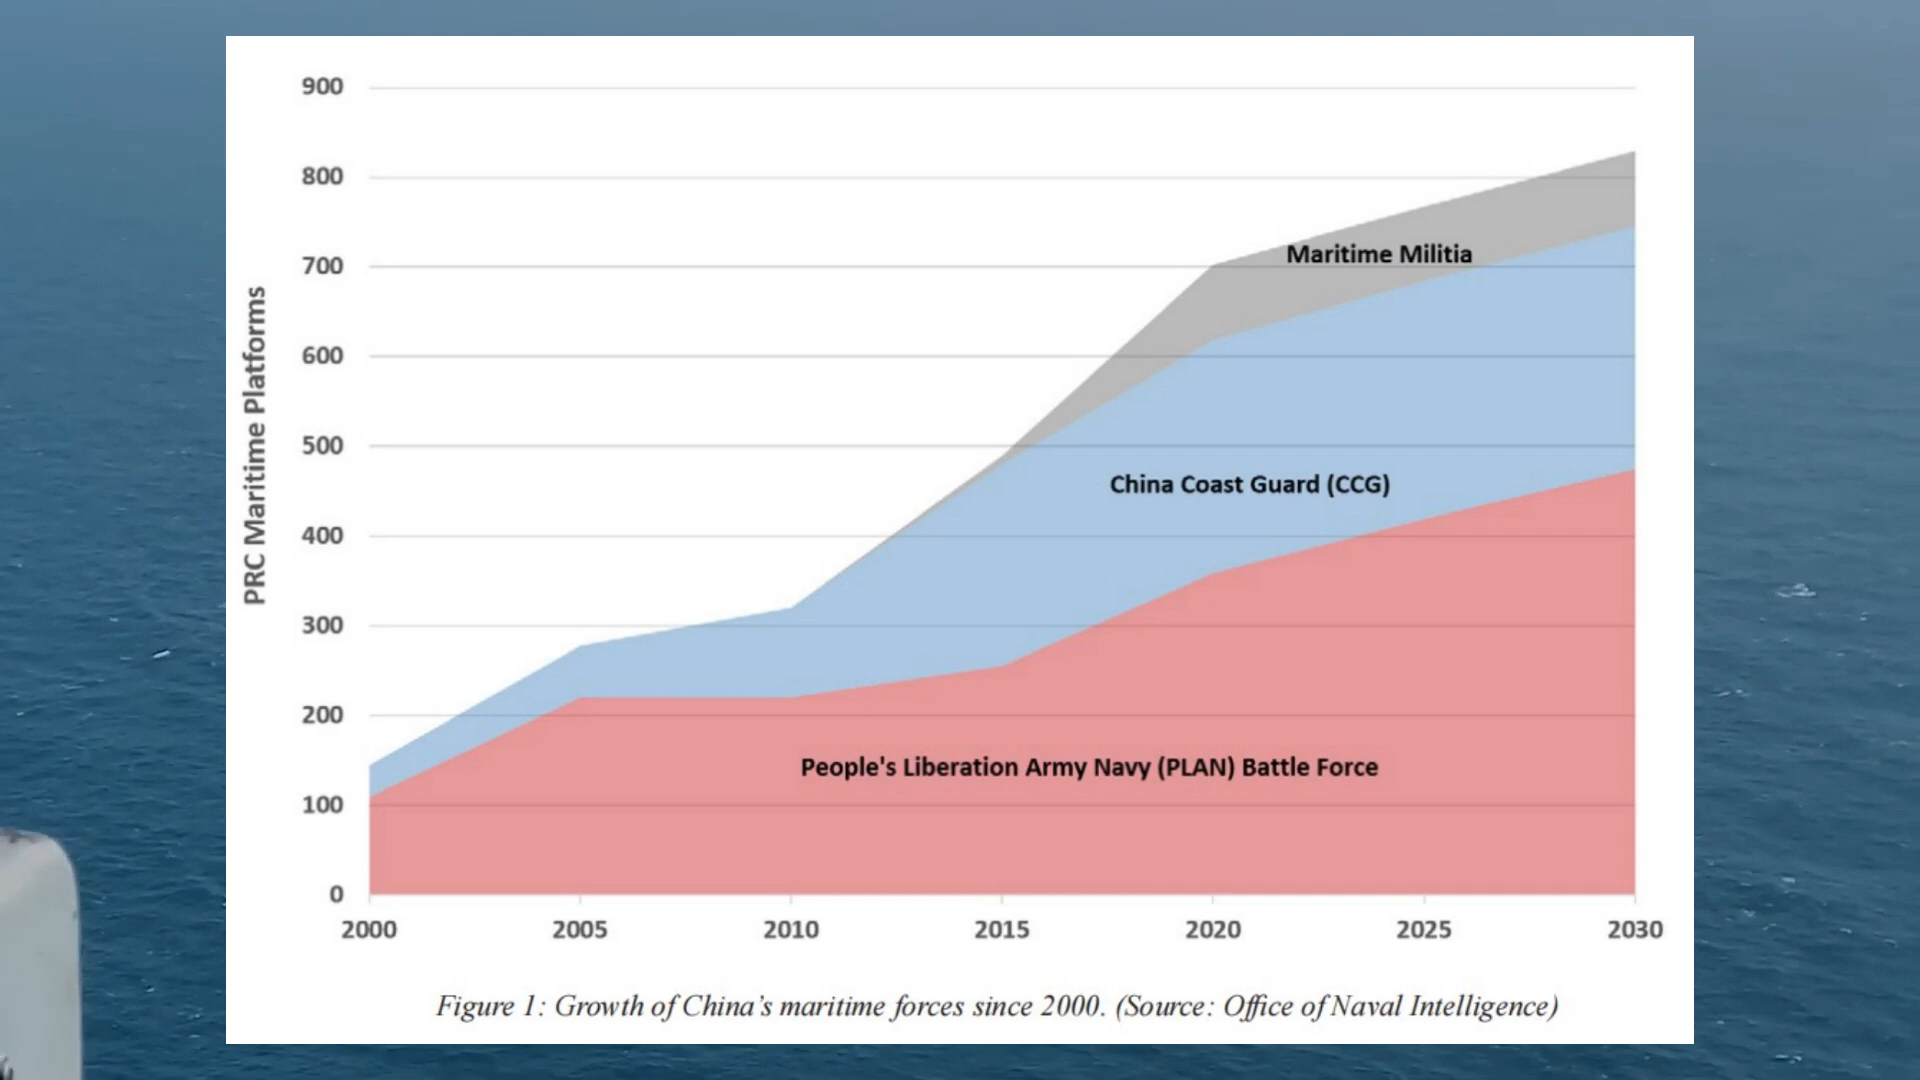 900
800
700
600
500
400
300
200
100
0
PRC Maritime Platforms
Maritime Militia
China Coast Guard (CCG)
People's Liberation Army Navy (PLAN) Battle Force
2000 2005 2010 2015 2020 2025 2030
Figure 1: Growth of China’s maritime forces since 2000. (Source: Office of Naval Intelligence)